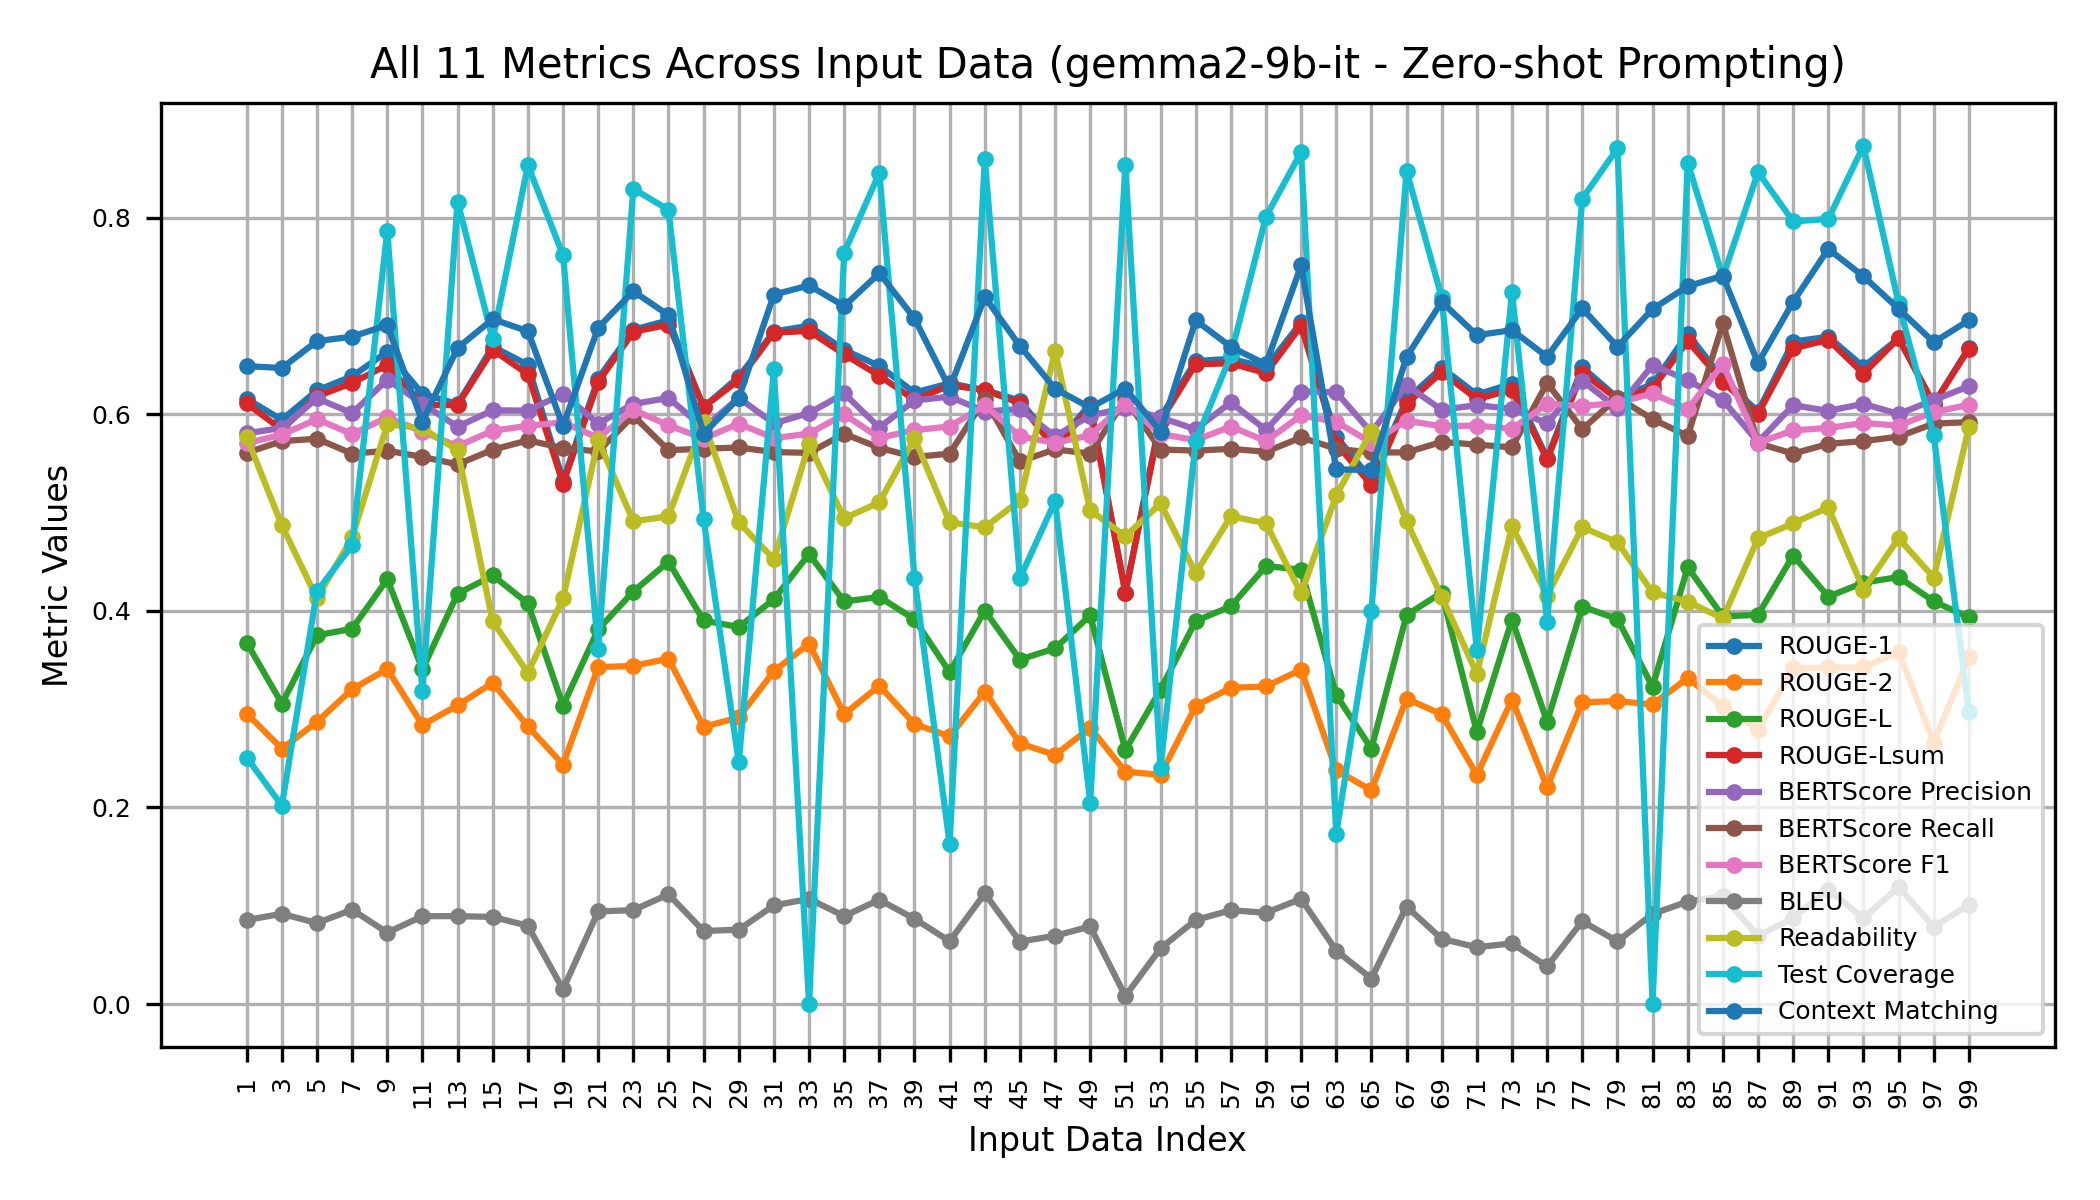 All 11 Metrics Across Input Data (gemma2-9b-it - Zero-shot Prompting)
Metric Values
0.8
0.6
0.4
0.2
0.0
ROUGE-1
ROUGE-2
ROUGE-L
ROUGE-Lsum
BERTScore Precision
BERTScore Recall
BERTScore F1
BLEU
Readability
Test Coverage
Context Matching
1 3 5 7 9 11 13 15 17 19 21 23 25 27 29 31 33 35 37 39 41 43 45 47 49 51 53 55 57 59 61 63 65 67 69 71 73 75 77 79 81 83 85 87 89 91 93 95 97 99
Input Data Index